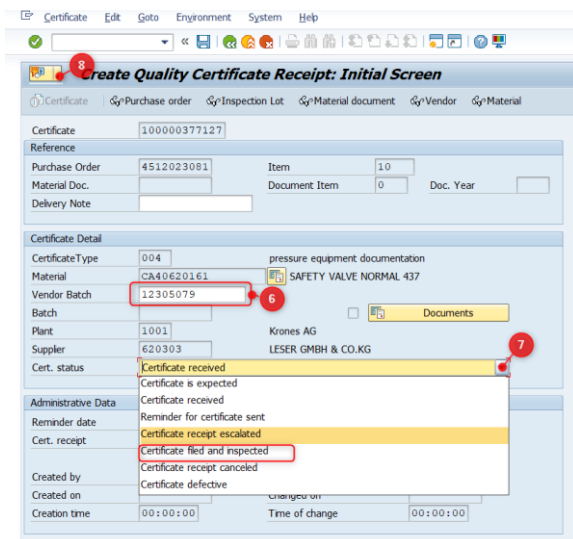 Certificate Edit Goto Environment System Help
8
Create Quality Certificate Receipt: Initial Screen
Certificate Purchase order Inspection Lot Material document Vendor Material
Certificate 100000377127
Reference
Purchase Order 4512023081 Item 10
Material Doc. Document Item 0 Doc. Year
Delivery Note
Certificate Detail
CertificateType 004 pressure equipment documentation
Material CA40620161 SAFETY VALVE NORMAL 437
Vendor Batch 12305079 6
Batch Documents
Plant 1001 Krones AG
Supplier 620303 LESER GMBH & CO.KG 7
Cert. status Certificate received
Certificate is expected
Administrative Data Certificate received
Reminder date Reminder for certificate sent
Cert. receipt Certificate receipt escalated
Certificate filed and inspected
Created by Certificate receipt canceled
Certificate defective
Created on Changed on
Creation time 00:00:00 Time of change 00:00:00